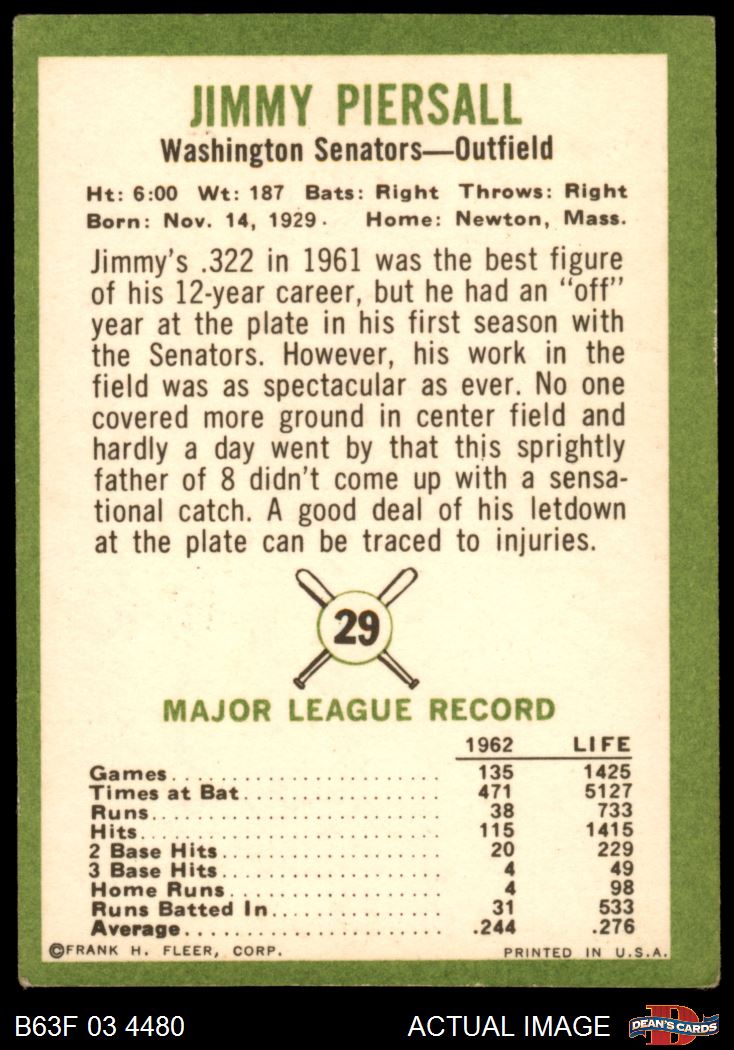 JIMMY PIERSALL
Washington Senators—Outfield
Ht: 6:00 Wt: 187 Bats: Right Throws: Right
Born: Nov. 14, 1929. Home: Newton, Mass.
Jimmy's .322 in 1961 was the best figure
of his 12-year career, but he had an "off"
year at the plate in his first season with
the Senators. However, his work in the
field was as spectacular as ever. No one
covered more ground in center field and
hardly a day went by that this sprightly
father of 8 didn't come up with a sensa-
tional catch. A good deal of his letdown
at the plate can be traced to injuries.
29
MAJOR LEAGUE RECORD
1962 LIFE
Games 135 1425
Times at Bat 471 5127
Runs 38 733
Hits 115 1415
2 Base Hits 20 229
3 Base Hits 4 49
Home Runs 4 98
Runs Batted In 31 533
Average .244 .276
©FRANK H. FLEER, CORP. PRINTED IN U.S.A.
B63F 03 4480 ACTUAL IMAGE D DEAN'S CARDS